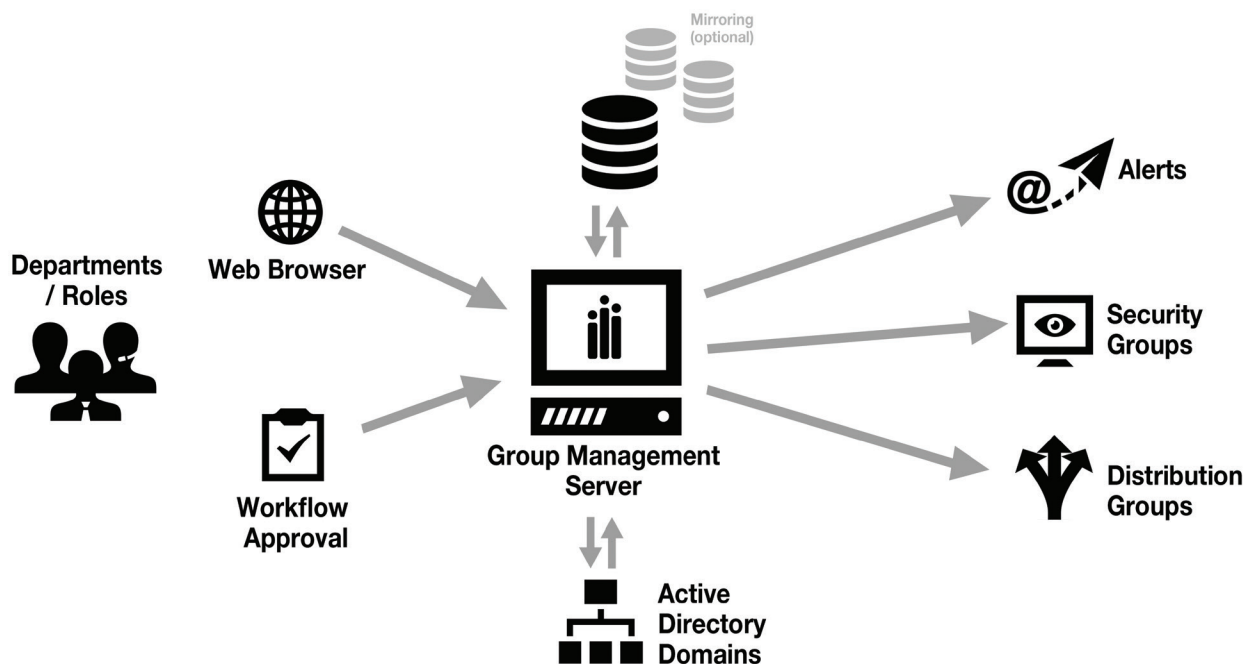 Mirroring
(optional)
Alerts
Web Browser
Departments
/ Roles
Security
Groups
Group Management
Server
Workflow
Approval
Distribution
Groups
Active
Directory
Domains
@